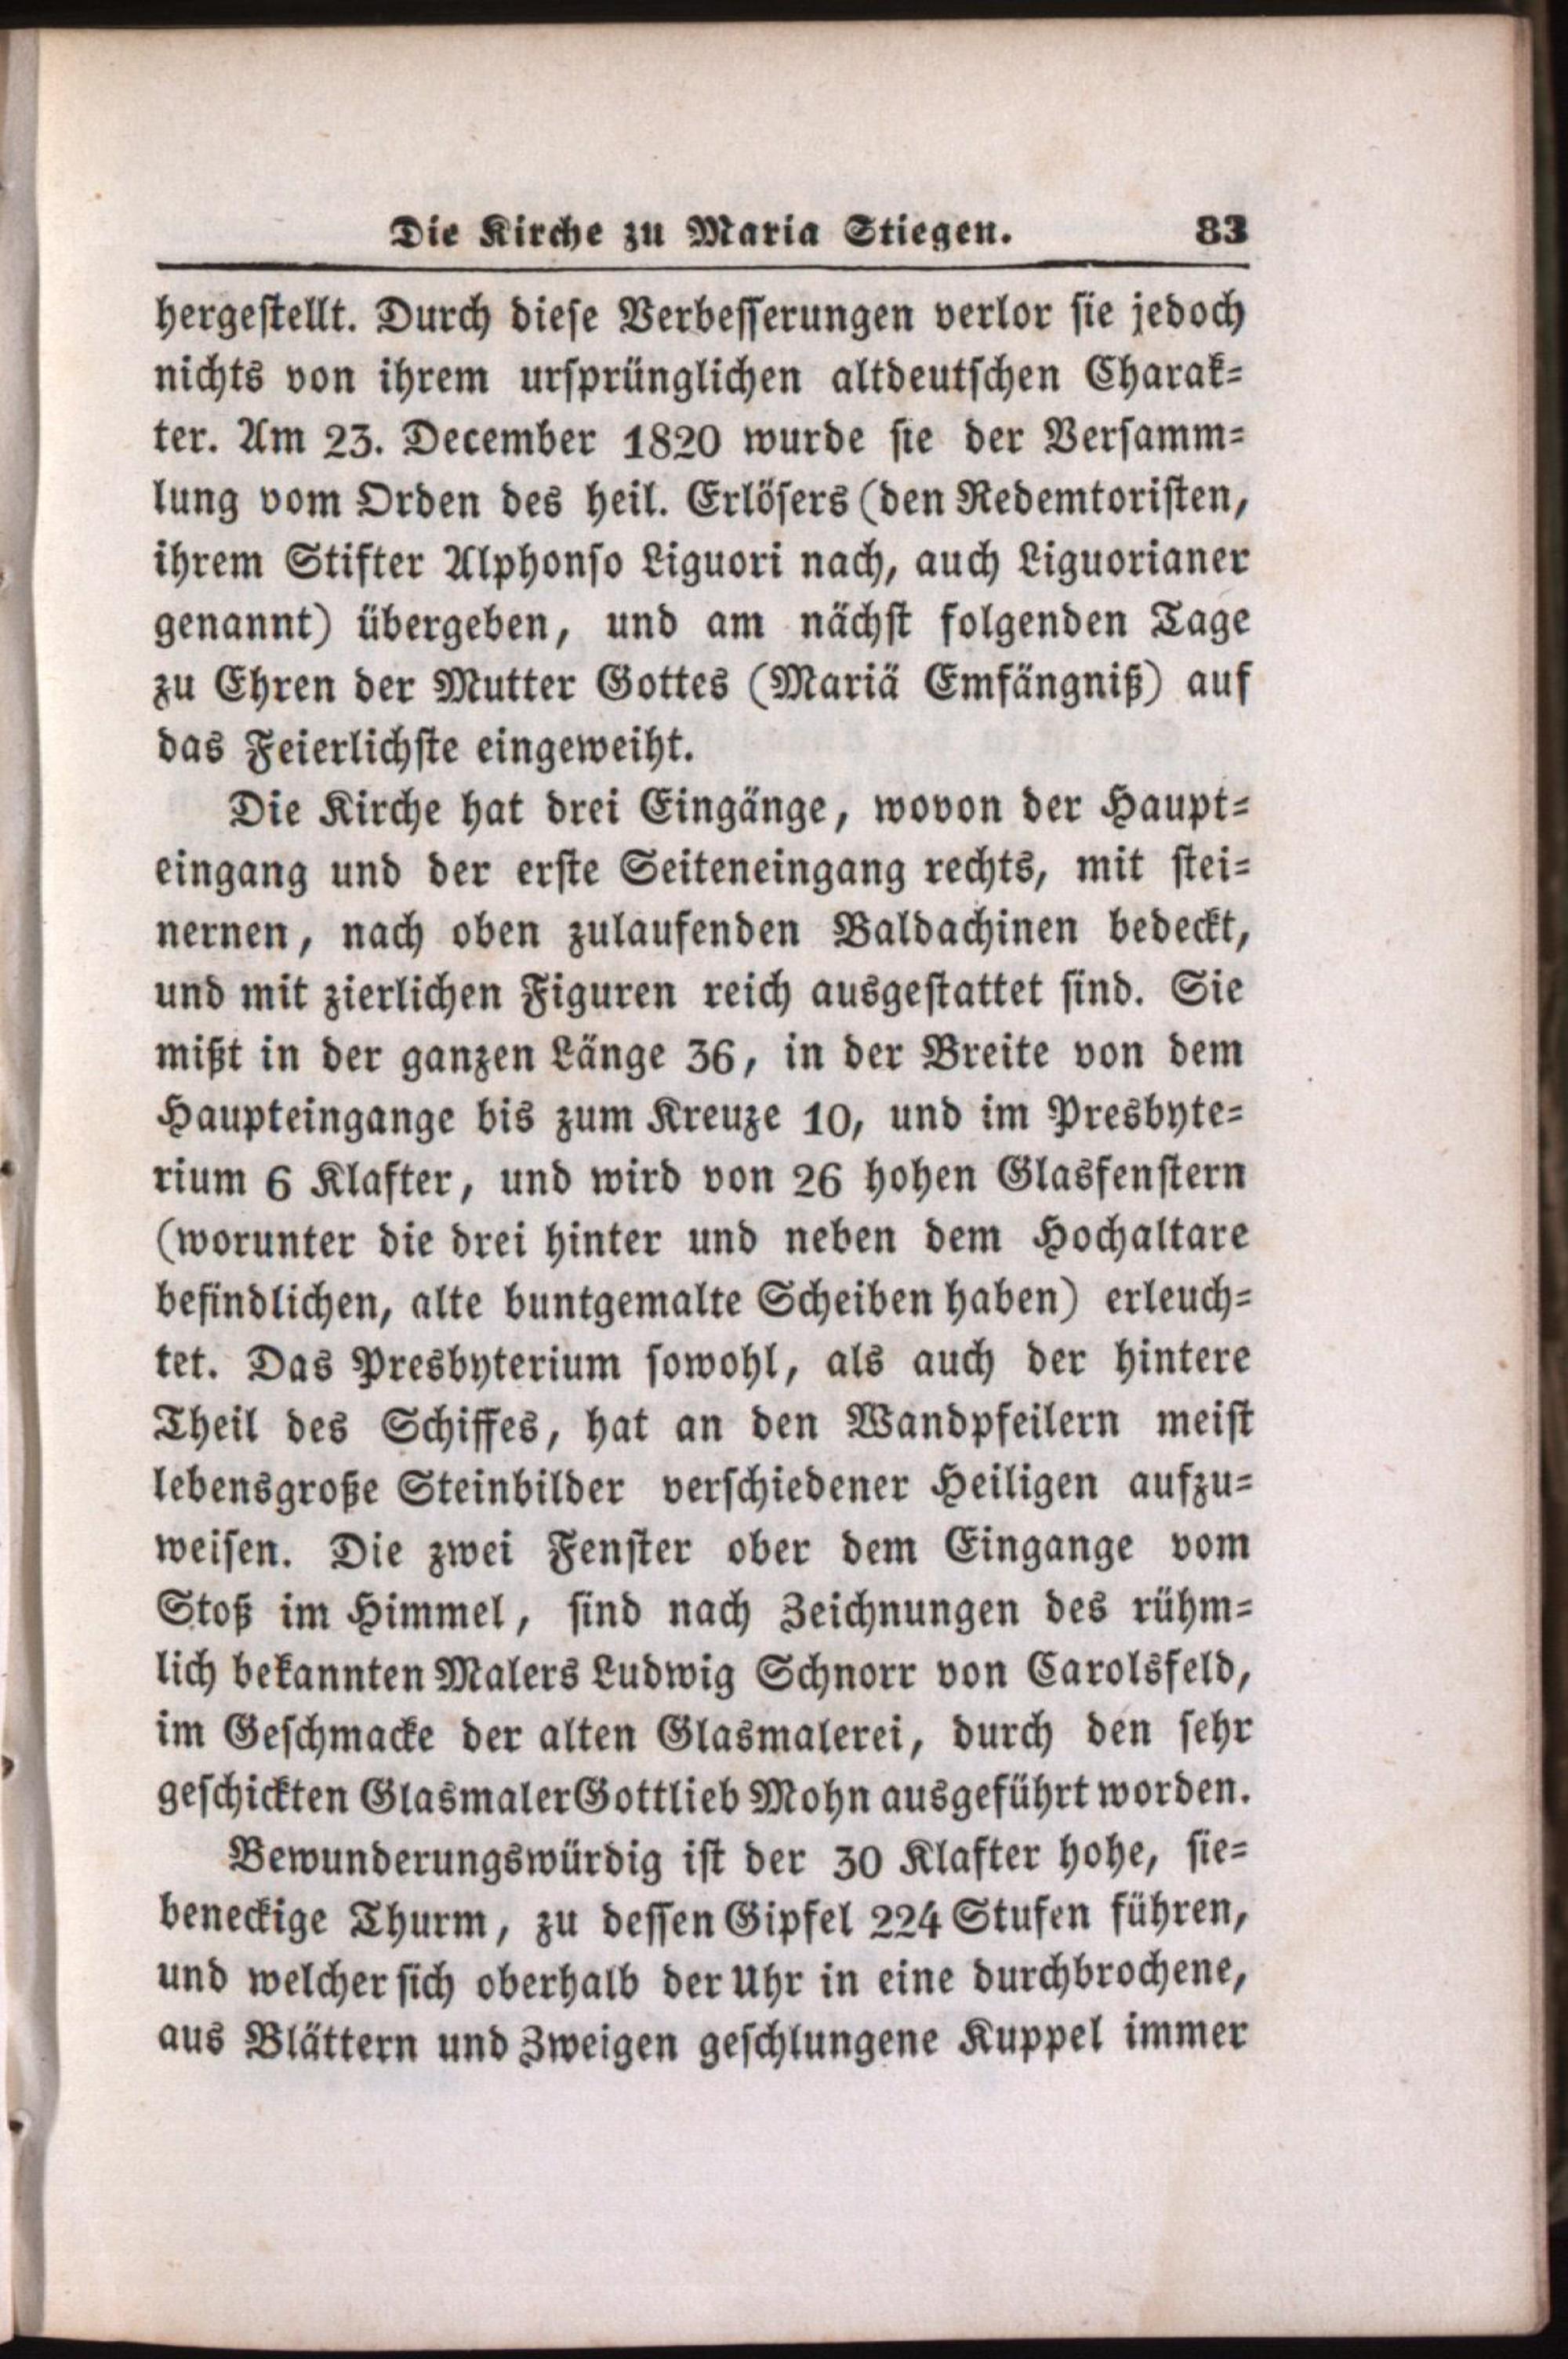 Die Kirche zu Maria Stiegen. 83
hergestellt. Durch diese Verbesserungen verlor sie jedoch
nichts von ihrem ursprünglichen altdeutschen Charak=
ter. Am 23. December 1820 wurde sie der Versamm=
lung vom Orden des heil. Erlösers (den Redemtoristen,
ihrem Stifter Alphonso Liguori nach, auch Liguorianer
genannt) übergeben, und am nächst folgenden Tage
zu Ehren der Mutter Gottes (Mariä Emfängniß) auf
das Feierlichste eingeweiht.
Die Kirche hat drei Eingänge, wovon der Haupt=
eingang und der erste Seiteneingang rechts, mit stei=
nernen, nach oben zulaufenden Baldachinen bedeckt,
und mit zierlichen Figuren reich ausgestattet sind. Sie
mißt in der ganzen Länge 36, in der Breite von dem
Haupteingange bis zum Kreuze 10, und im Presbyte=
rium 6 Klafter, und wird von 26 hohen Glasfenstern
(worunter die drei hinter und neben dem Hochaltare
befindlichen, alte buntgemalte Scheiben haben) erleuch=
tet. Das Presbyterium sowohl, als auch der hintere
Theil des Schiffes, hat an den Wandpfeilern meist
lebensgroße Steinbilder verschiedener Heiligen aufzu=
weisen. Die zwei Fenster ober dem Eingange vom
Stoß im Himmel, sind nach Zeichnungen des rühm=
lich bekannten Malers Ludwig Schnorr von Carolsfeld,
im Geschmacke der alten Glasmalerei, durch den sehr
geschickten Glasmaler Gottlieb Mohn ausgeführt worden.
Bewunderungswürdig ist der 30 Klafter hohe, sie=
beneckige Thurm, zu dessen Gipfel 224 Stufen führen,
und welcher sich oberhalb der Uhr in eine durchbrochene,
aus Blättern und Zweigen geschlungene Kuppel immer